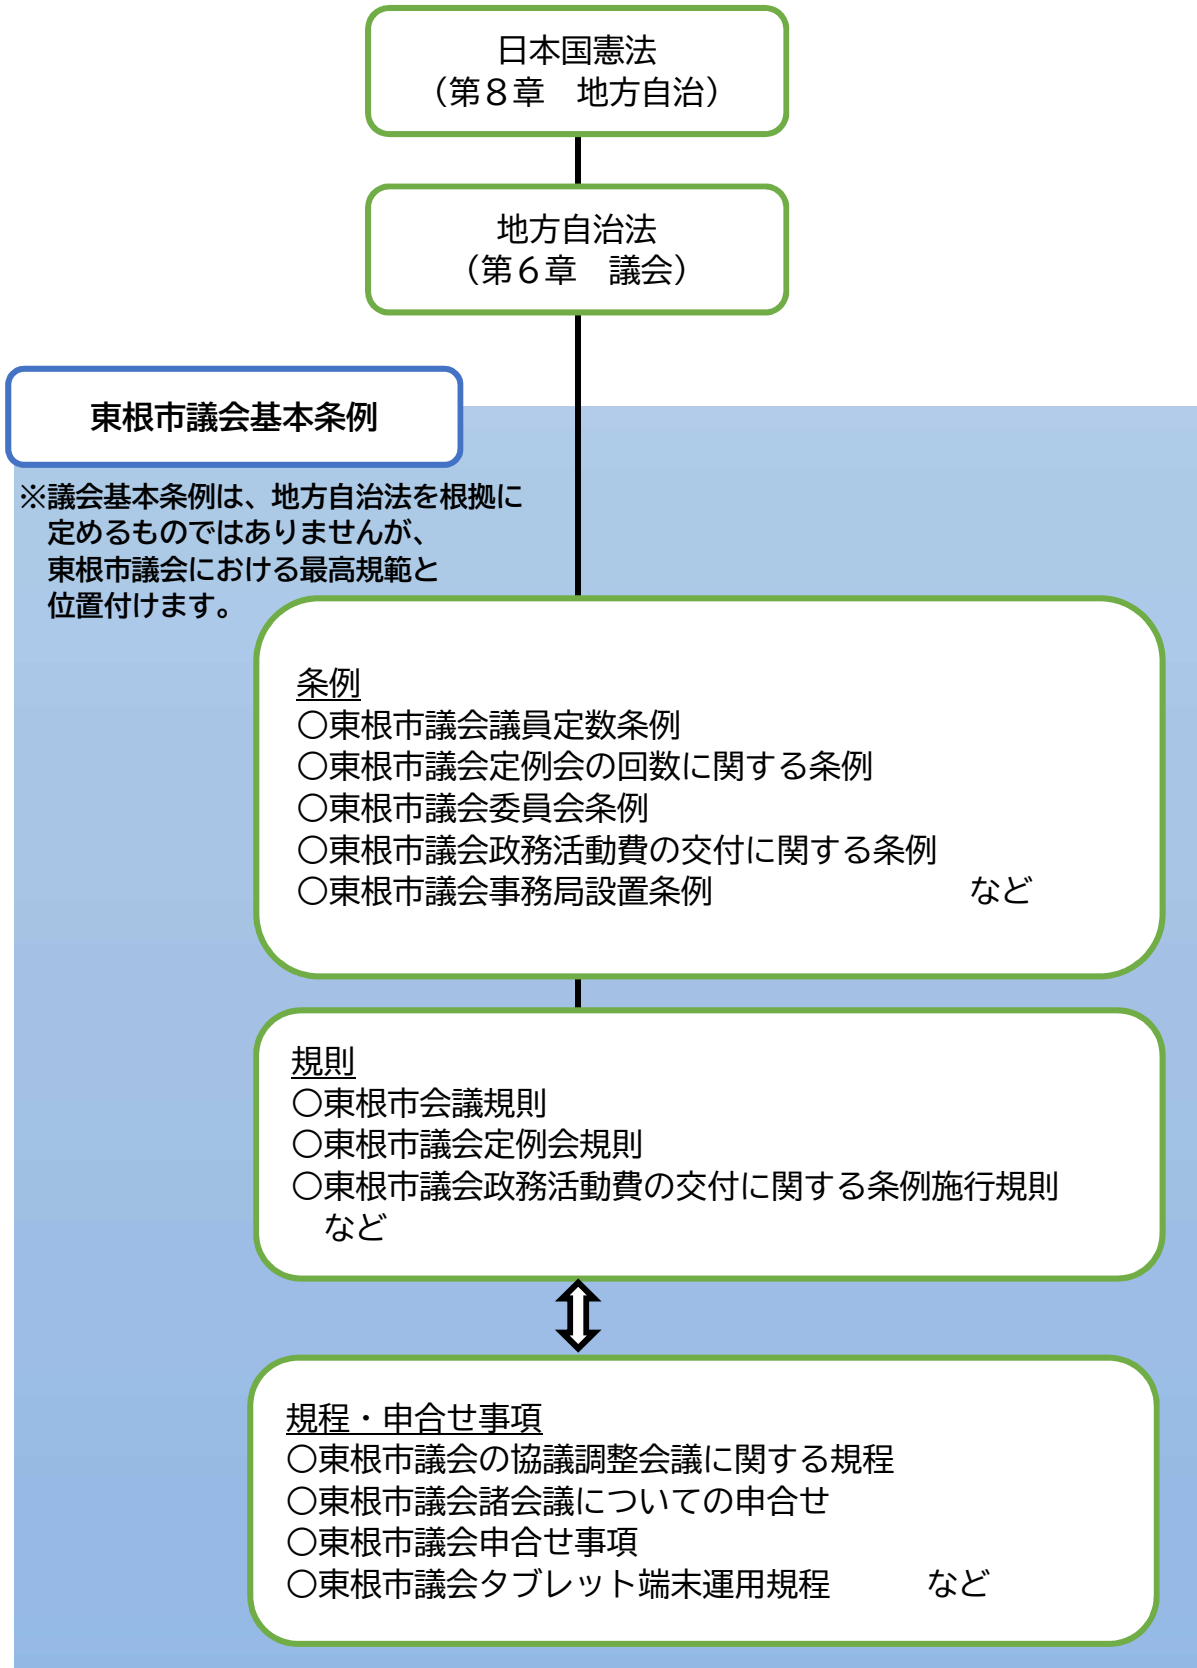 日本国憲法
（第８章　地方自治）
地方自治法
（第６章　議会）
東根市議会基本条例
※議会基本条例は、地方自治法を根拠に
定めるものではありませんが、
東根市議会における最高規範と
位置付けます。
条例
〇東根市議会議員定数条例
〇東根市議会定例会の回数に関する条例
〇東根市議会委員会条例
〇東根市議会政務活動費の交付に関する条例
〇東根市議会事務局設置条例　　　　　　　　など
規則
〇東根市会議規則
〇東根市議会定例会規則
〇東根市議会政務活動費の交付に関する条例施行規則
など
規程・申合せ事項
〇東根市議会の協議調整会議に関する規程
〇東根市議会諸会議についての申合せ
〇東根市議会申合せ事項
〇東根市議会タブレット端末運用規程　　　など